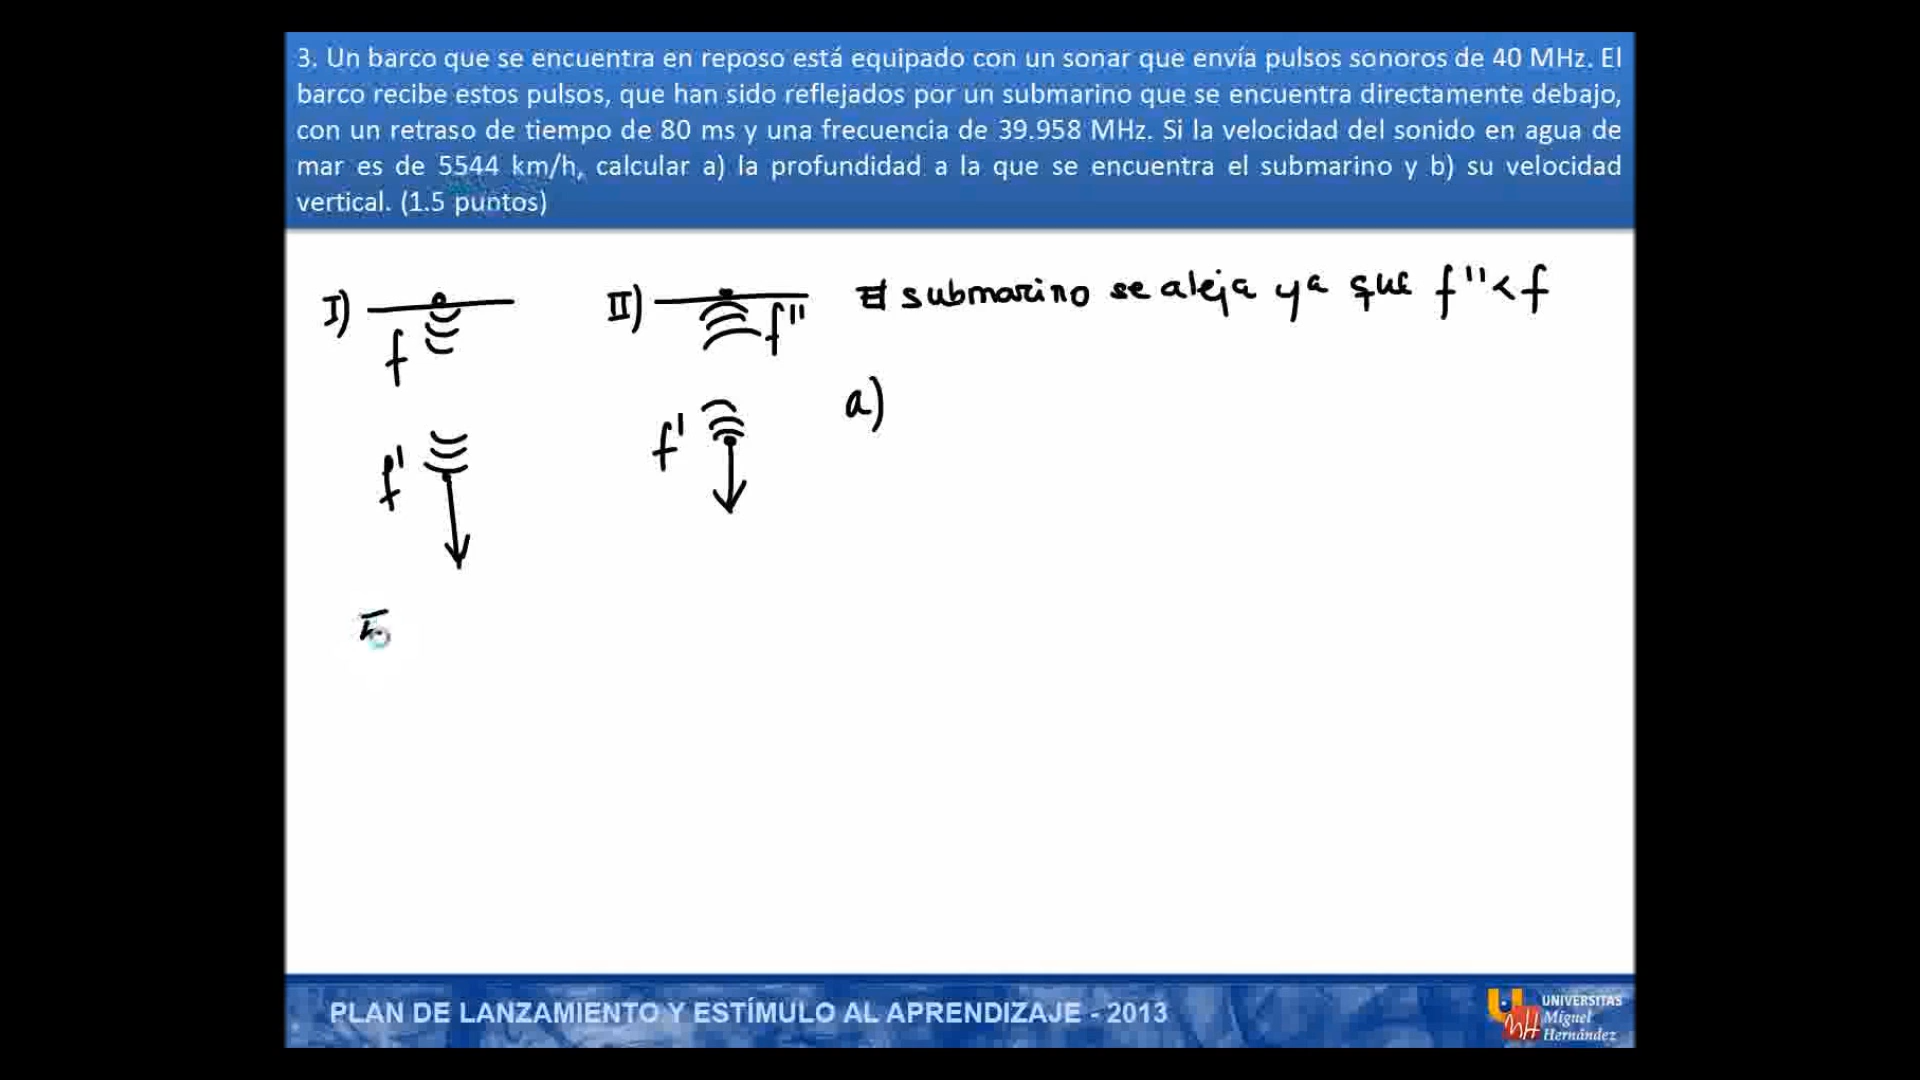 3. Un barco que se encuentra en reposo está equipado con un sonar que envía pulsos sonoros de 40 MHz. El
barco recibe estos pulsos, que han sido reflejados por un submarino que se encuentra directamente debajo,
con un retraso de tiempo de 80 ms y una frecuencia de 39.958 MHz. Si la velocidad del sonido en agua de
mar es de 5544 km/h, calcular a) la profundidad a la que se encuentra el submarino y b) su velocidad
vertical. (1.5 puntos)
I)
f
f'
II)
f''
f'
El submarino se aleja ya que f'' < f
a)
PLAN DE LANZAMIENTO Y ESTÍMULO AL APRENDIZAJE - 2013
UNIVERSITAS
Miguel
Hernández